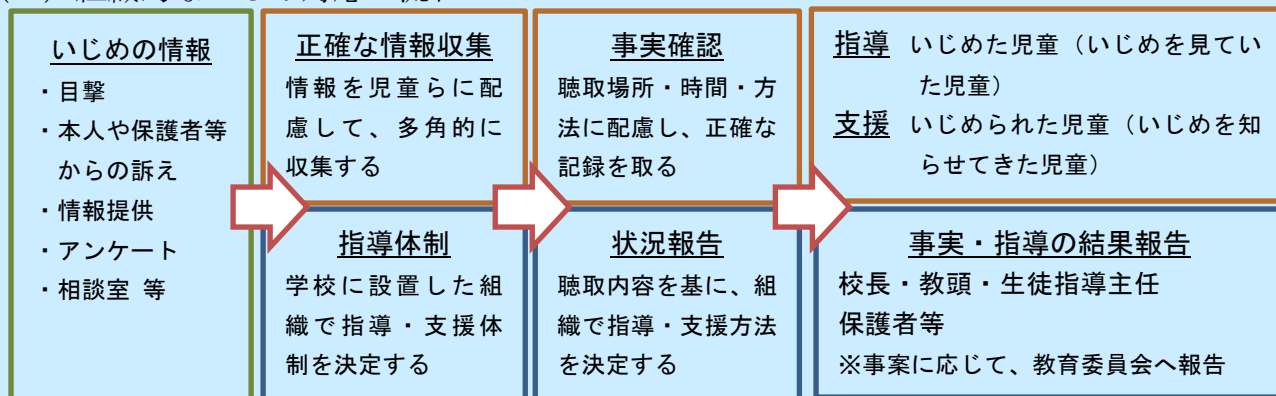 いじめの情報
・目撃
・本人や保護者等
からの訴え
・情報提供
・アンケート
・相談室 等
正確な情報収集
情報を児童らに配
慮して、多角的に
収集する
指導体制
学校に設置した組
織で指導・支援体
制を決定する
事実確認
聴取場所・時間・方
法に配慮し、正確な
記録を取る
状況報告
聴取内容を基に、組
織で指導・支援方法
を決定する
指導 いじめた児童（いじめを見てい
た児童）
支援 いじめられた児童（いじめを知
らせてきた児童）
事実・指導の結果報告
校長・教頭・生徒指導主任
保護者等
※事案に応じて、教育委員会へ報告